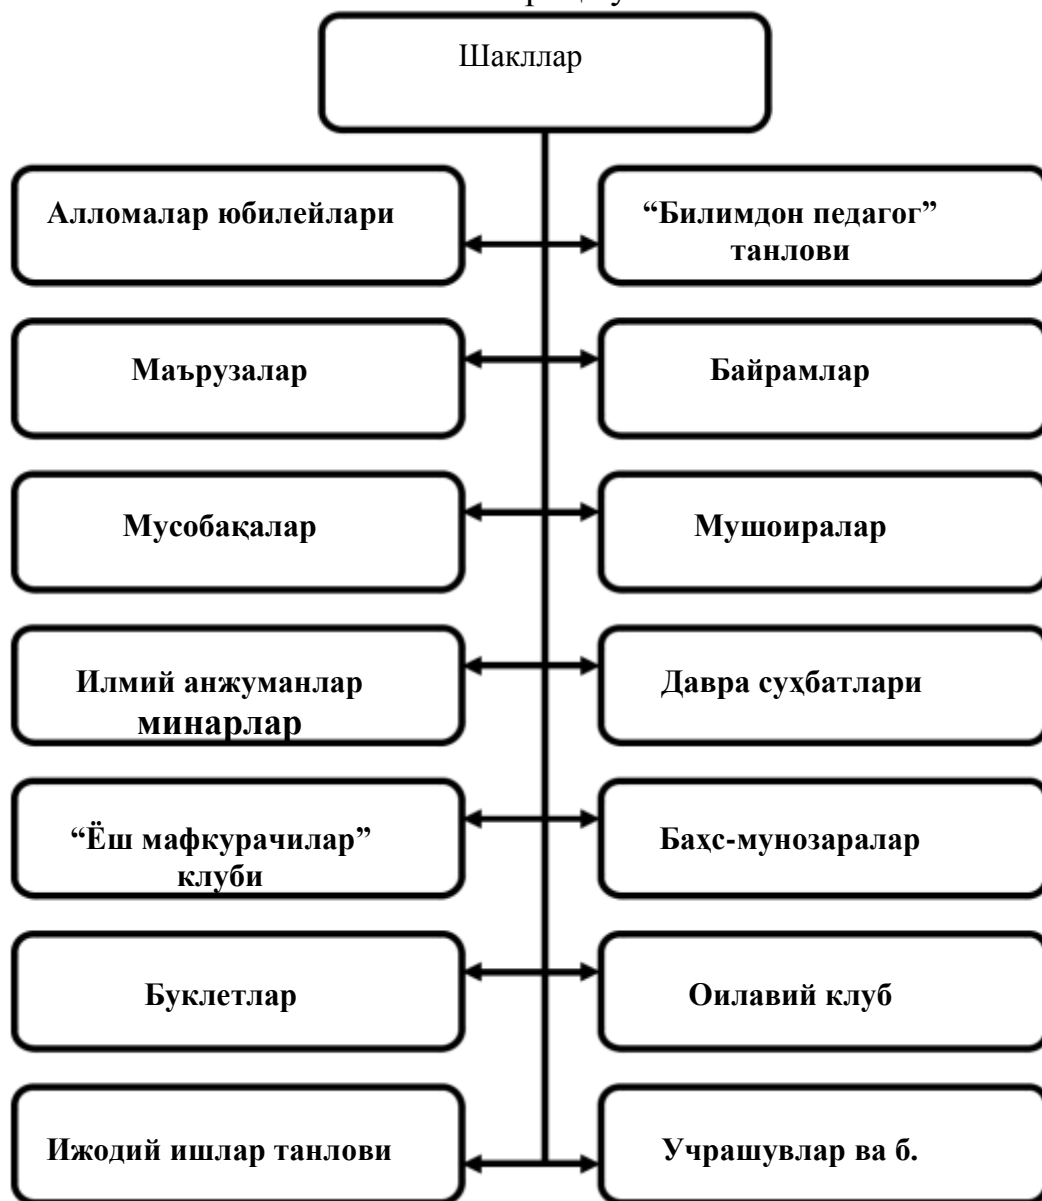 Шакллар
Алломалар юбилейлари
“Билимдон педагог”
танлови
Маърузалар
Байрамлар
Мусобақалар
Мушоиралар
Илмий анжуманлар
минарлар
Давра суҳбатлари
“Ёш мафкурачилар”
клуби
Баҳс-мунозаралар
Буклетлар
Оилавий клуб
Ижодий ишлар танлови
Учрашувлар ва б.